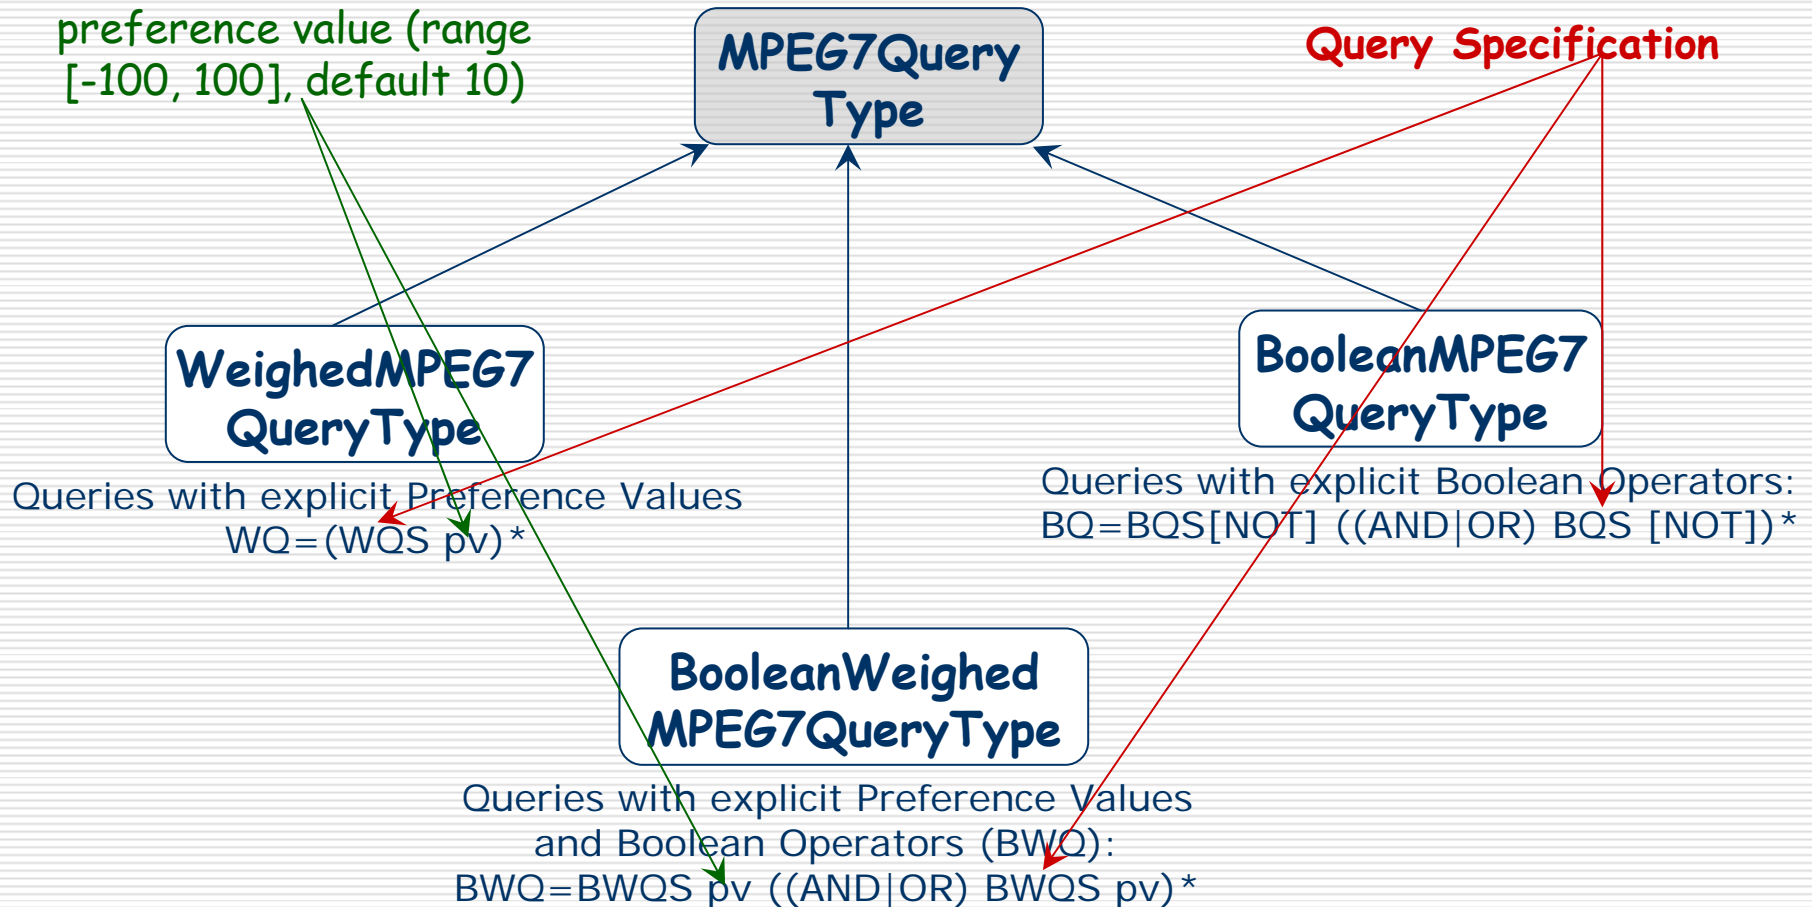 preference value (range
[-100, 100], default 10)
MPEG7Query
Type
Query Specification
WeighedMPEG7
QueryType
Queries with explicit Preference Values
WQ=(WQS pv)*
BooleanMPEG7
QueryType
Queries with explicit Boolean Operators:
BQ=BQS[NOT] ((AND|OR) BQS [NOT])*
BooleanWeighed
MPEG7QueryType
Queries with explicit Preference Values
and Boolean Operators (BWQ):
BWQ=BWQS pv ((AND|OR) BWQS pv)*